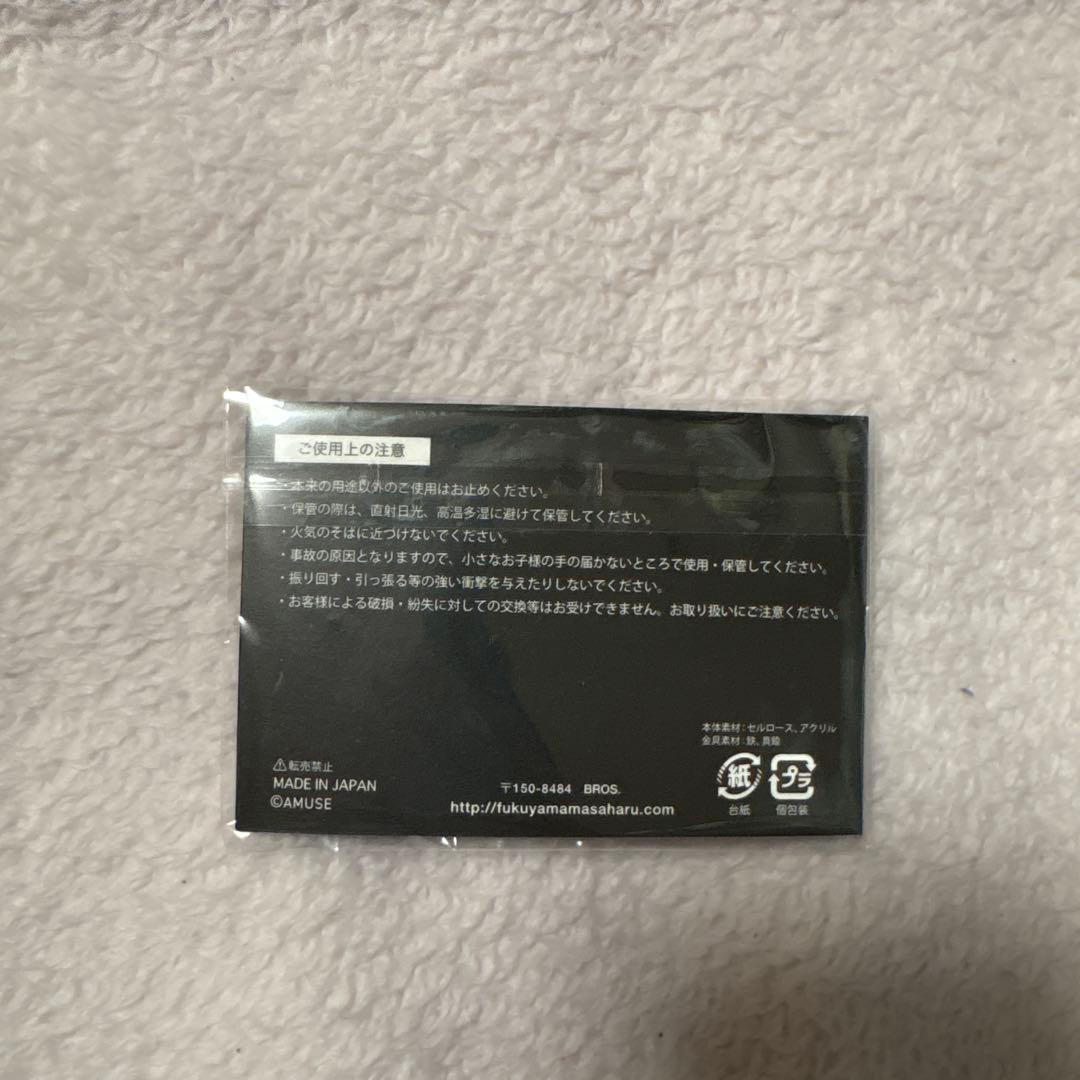 ご使用上の注意
・本来の用途以外のご使用はお止めください。
・保管の際は、直射日光、高温多湿に避けて保管してください。
・火気のそばに近づけないでください。
・事故の原因となりますので、小さなお子様の手の届かないところで使用・保管してください。
・振り回す・引っ張る等の強い衝撃を与えたりしないでください。
・お客様による破損・紛失に対しての交換等はお受けできません。お取り扱いにご注意ください。
本体素材：セルロース、アクリル
金具素材：鉄、真鍮
⚠転売禁止
MADE IN JAPAN
©AMUSE
〒150-8484 BROS.
http://fukuyamamasaharu.com
紙
台紙
プラ
個包装